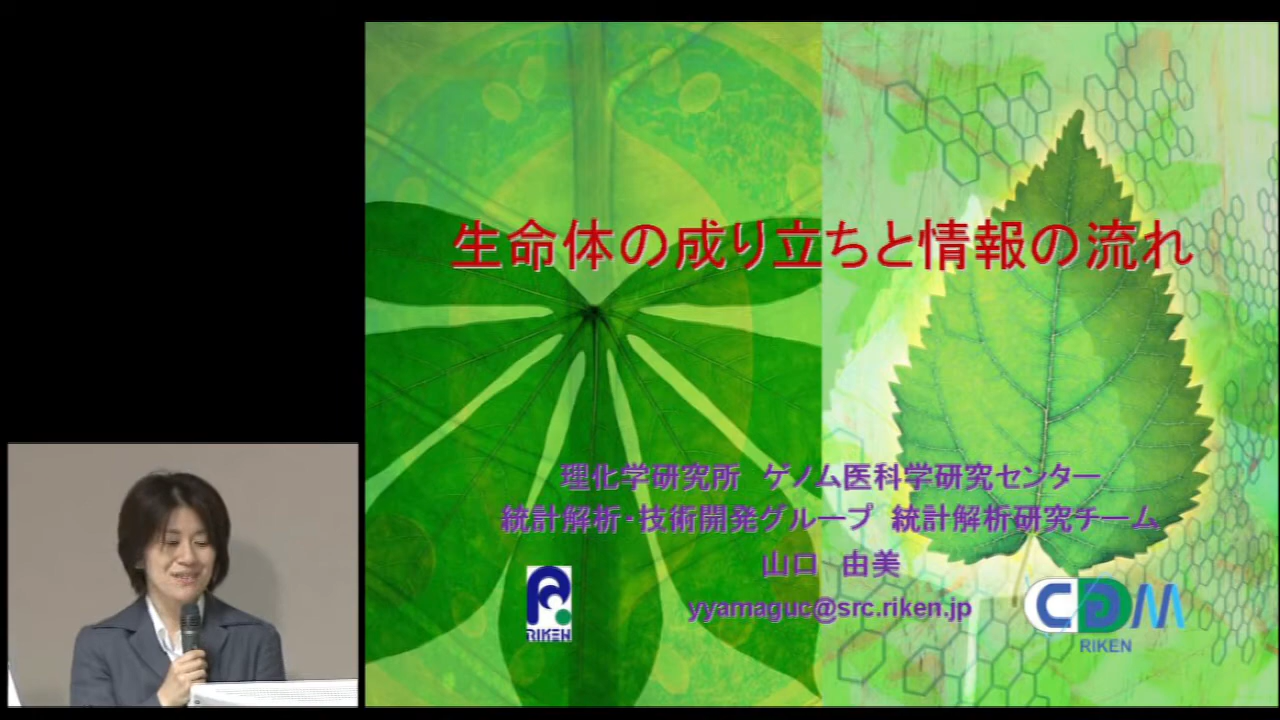 生命体の成り立ちと情報の流れ
理化学研究所 ゲノム医科学研究センター
統計解析・技術開発グループ 統計解析研究チーム
山口 由美
yyamaguc@src.riken.jp
RIKEN
CGM
RIKEN